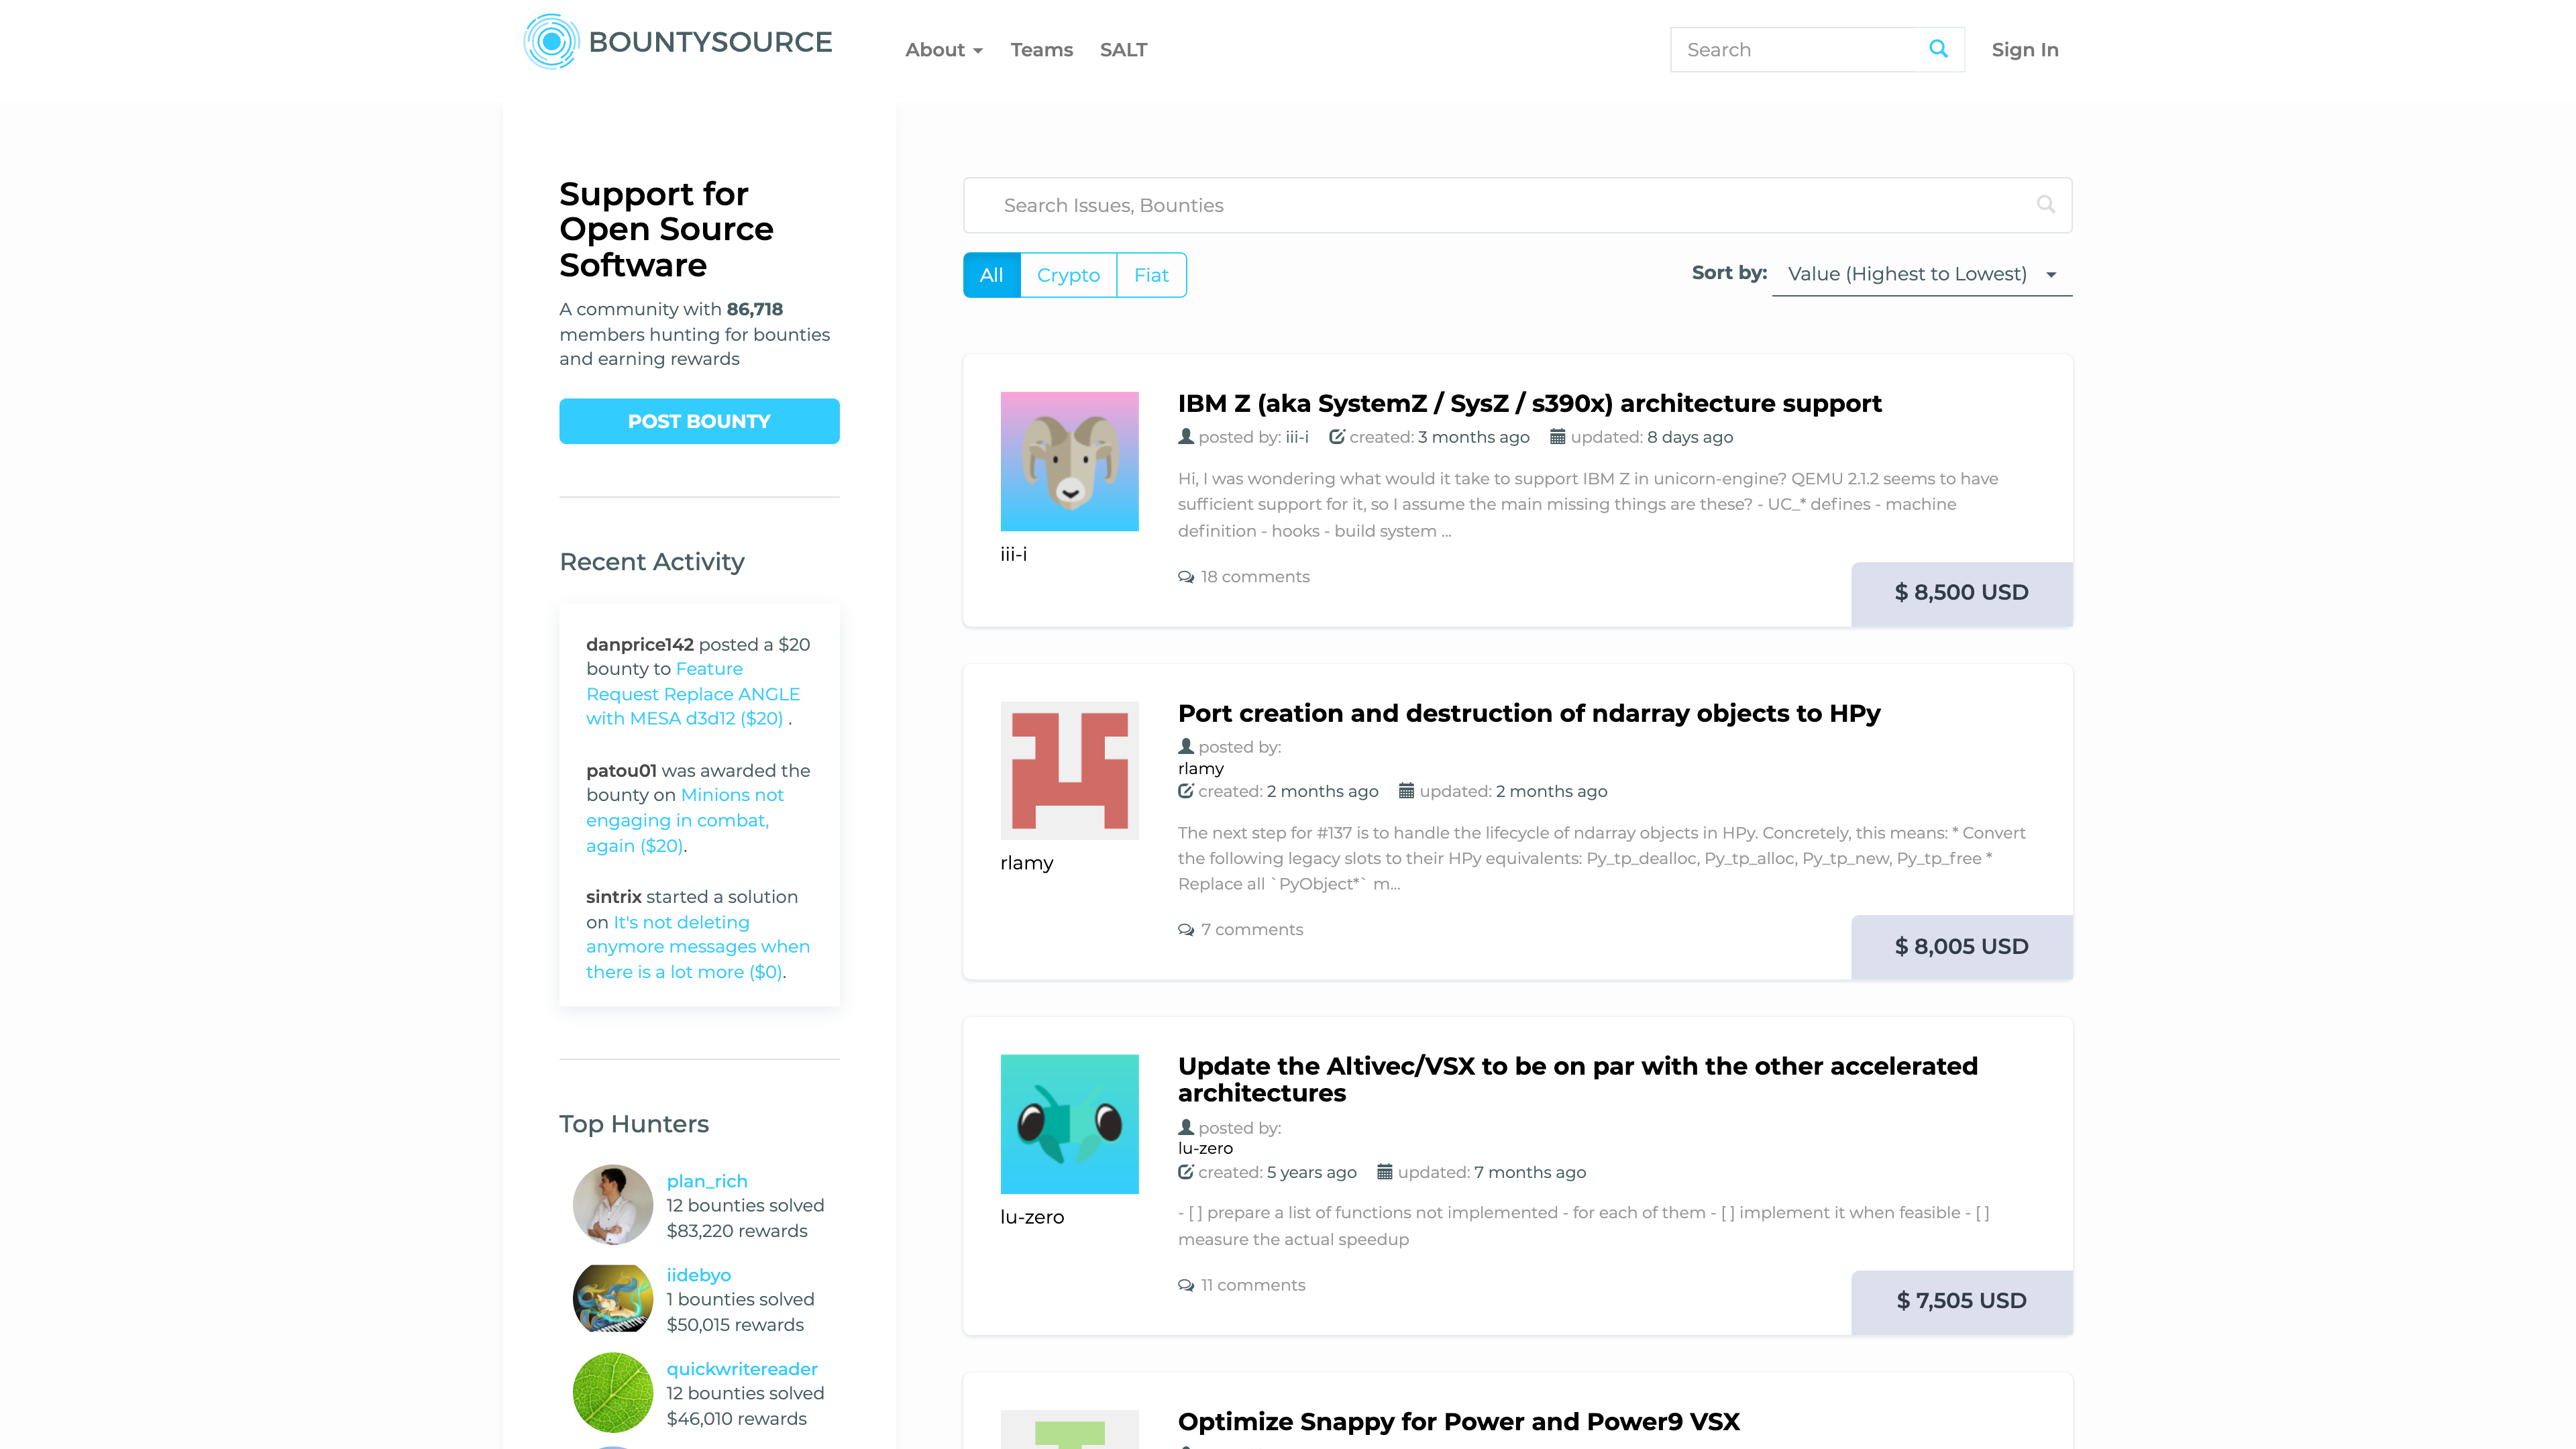 BOUNTYSOURCE
About
Teams
SALT
Search
Sign In
Support for
Open Source
Software
A community with 86,718
members hunting for bounties
and earning rewards
POST BOUNTY
Recent Activity
danprice142 posted a $20
bounty to Feature
Request Replace ANGLE
with MESA d3d12 ($20) .
patou01 was awarded the
bounty on Minions not
engaging in combat,
again ($20).
sintrix started a solution
on It's not deleting
anymore messages when
there is a lot more ($0).
Top Hunters
plan_rich
12 bounties solved
$83,220 rewards
iidebyo
1 bounties solved
$50,015 rewards
quickwritereader
12 bounties solved
$46,010 rewards
Search Issues, Bounties
All
Crypto
Fiat
Sort by: Value (Highest to Lowest)
iii-i
IBM Z (aka SystemZ / SysZ / s390x) architecture support
posted by: iii-i created: 3 months ago updated: 8 days ago
Hi, I was wondering what would it take to support IBM Z in unicorn-engine? QEMU 2.1.2 seems to have
sufficient support for it, so I assume the main missing things are these? - UC_* defines - machine
definition - hooks - build system ...
18 comments
$ 8,500 USD
rlamy
Port creation and destruction of ndarray objects to HPy
posted by:
rlamy
created: 2 months ago updated: 2 months ago
The next step for #137 is to handle the lifecycle of ndarray objects in HPy. Concretely, this means: * Convert
the following legacy slots to their HPy equivalents: Py_tp_dealloc, Py_tp_alloc, Py_tp_new, Py_tp_free *
Replace all `PyObject*` m...
7 comments
$ 8,005 USD
lu-zero
Update the Altivec/VSX to be on par with the other accelerated
architectures
posted by:
lu-zero
created: 5 years ago updated: 7 months ago
- [ ] prepare a list of functions not implemented - for each of them - [ ] implement it when feasible - [ ]
measure the actual speedup
11 comments
$ 7,505 USD
Optimize Snappy for Power and Power9 VSX